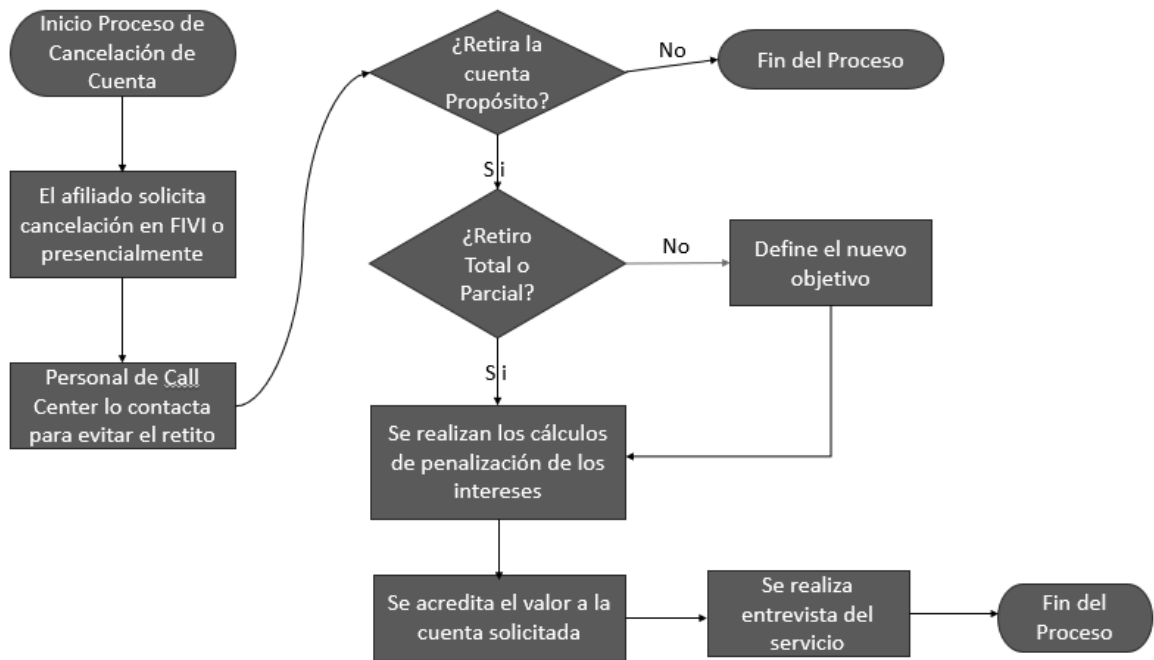 Inicio Proceso de
Cancelación de
Cuenta
El afiliado solicita
cancelación en FIVI o
presencialmente
Personal de Call
Center lo contacta
para evitar el retito
¿Retira la
cuenta
Propósito?
No
Fin del Proceso
S i
¿Retiro
Total o
Parcial?
No
Define el nuevo
objetivo
S i
Se realizan los cálculos
de penalización de los
intereses
Se acredita el valor a la
cuenta solicitada
Se realiza
entrevista del
servicio
Fin del
Proceso